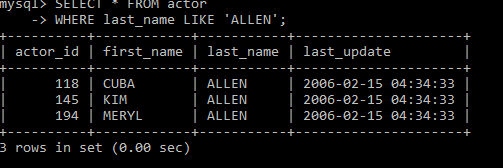 mysql> SELECT * FROM actor
    -> WHERE last_name LIKE 'ALLEN';
+----------+------------+-----------+---------------------+
| actor_id | first_name | last_name | last_update         |
+----------+------------+-----------+---------------------+
|      118 | CUBA       | ALLEN     | 2006-02-15 04:34:33 |
|      145 | KIM        | ALLEN     | 2006-02-15 04:34:33 |
|      194 | MERYL      | ALLEN     | 2006-02-15 04:34:33 |
+----------+------------+-----------+---------------------+
3 rows in set (0.00 sec)